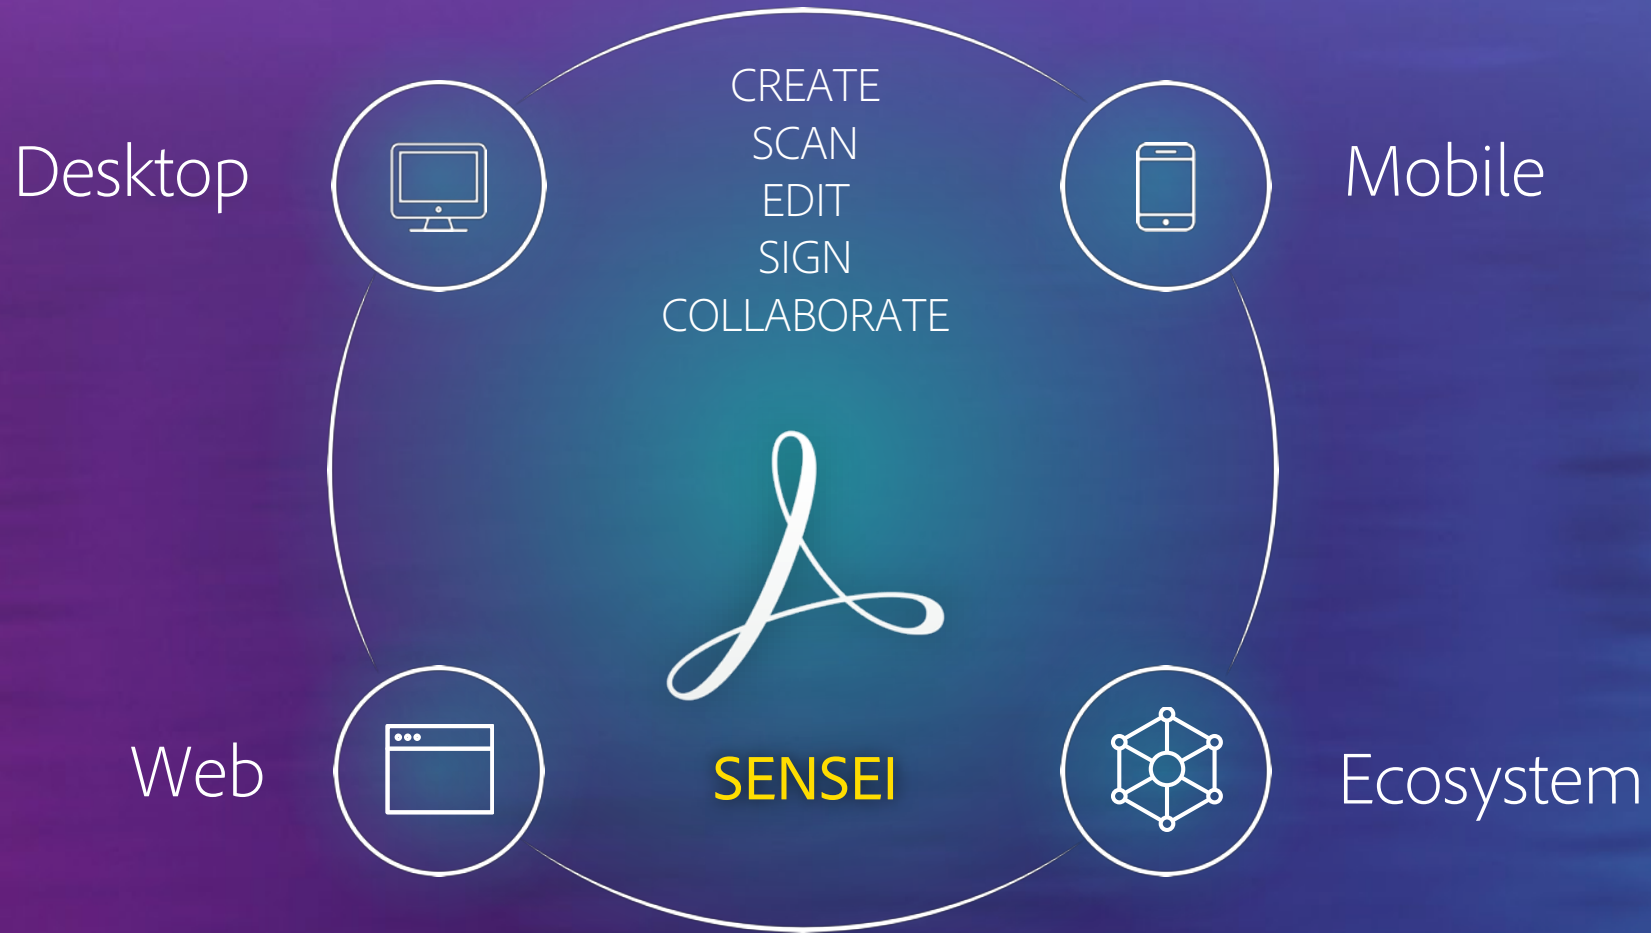 CREATE
SCAN
EDIT
SIGN
COLLABORATE
Desktop
Mobile
Web
SENSEI
Ecosystem